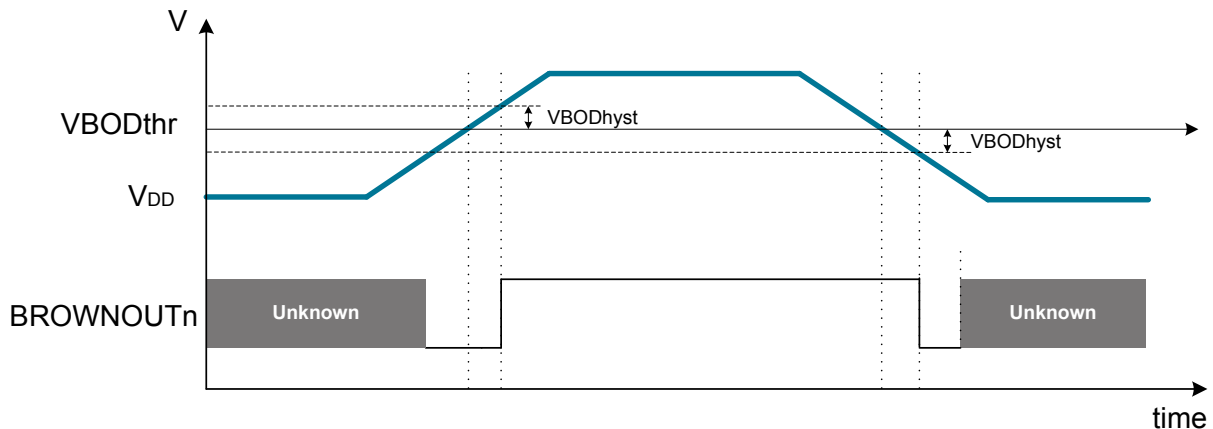 V
VBODhyst
VBODthr
VBODhyst
VDD
BROWNOUTn
Unknown
Unknown
time